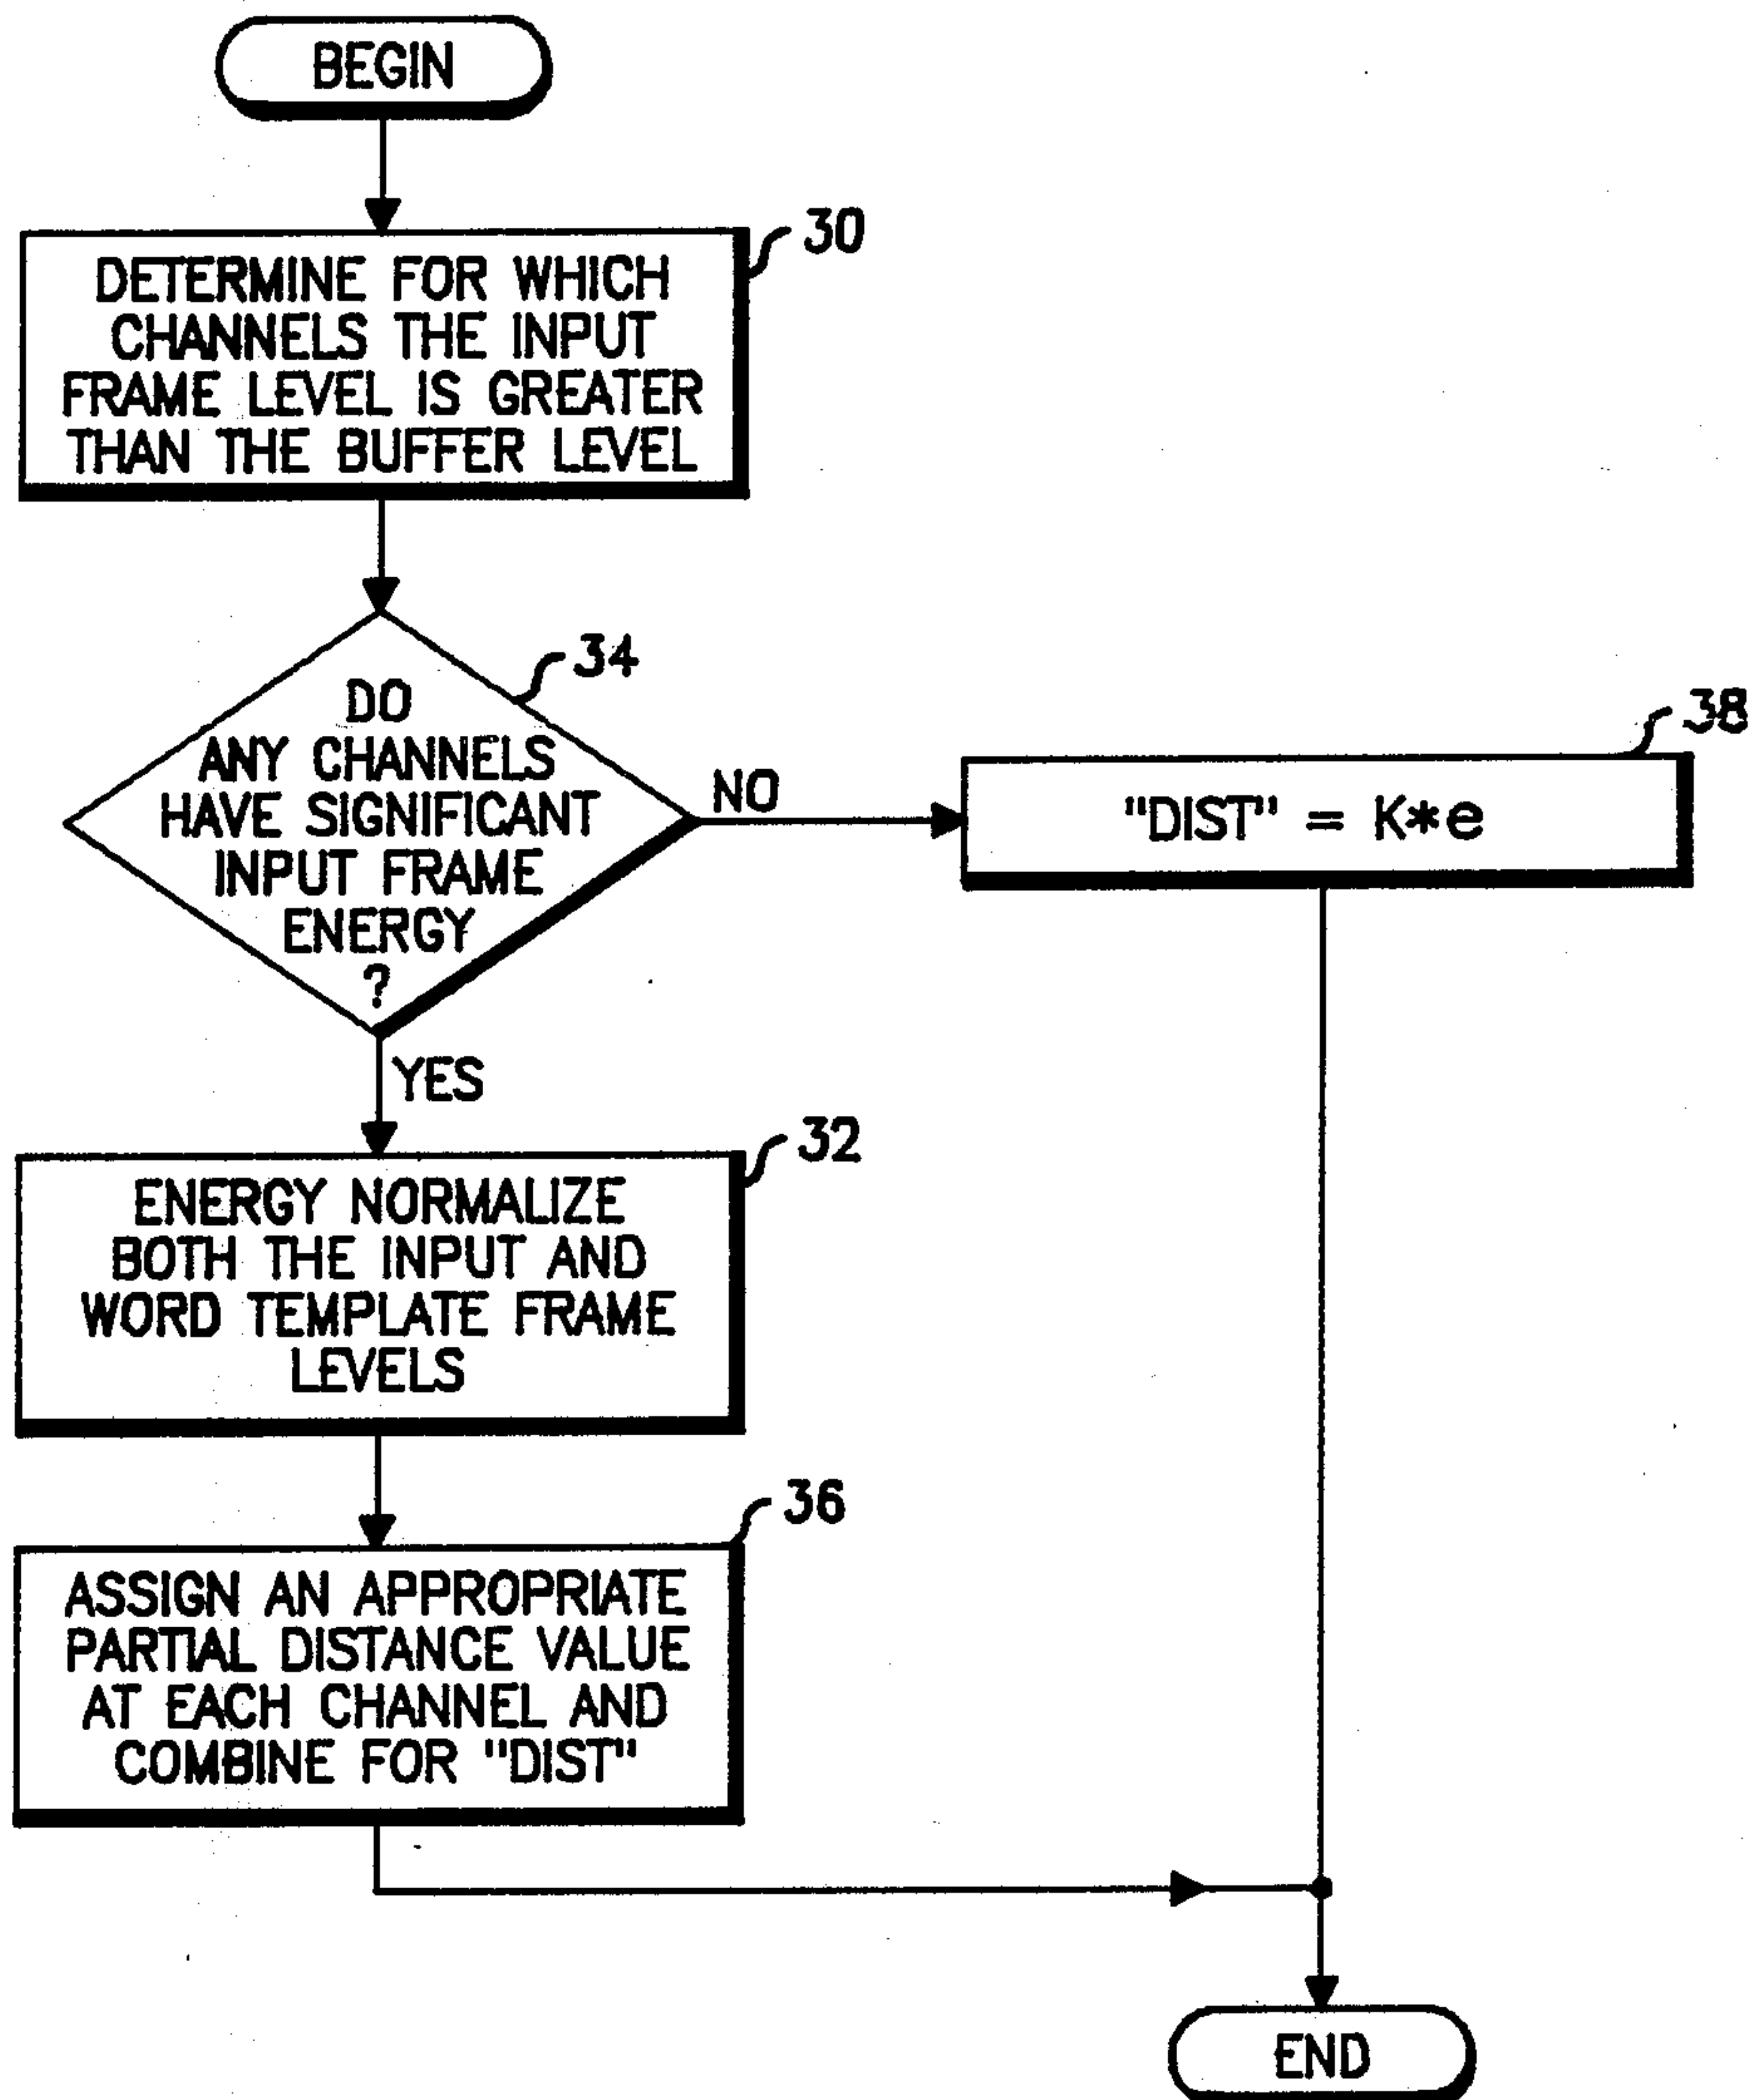 BEGIN
30
DETERMINE FOR WHICH
CHANNELS THE INPUT
FRAME LEVEL IS GREATER
THAN THE BUFFER LEVEL
34
DO
ANY CHANNELS
HAVE SIGNIFICANT
INPUT FRAME
ENERGY
?
NO
38
"DIST" = K*e
YES
32
ENERGY NORMALIZE
BOTH THE INPUT AND
WORD TEMPLATE FRAME
LEVELS
36
ASSIGN AN APPROPRIATE
PARTIAL DISTANCE VALUE
AT EACH CHANNEL AND
COMBINE FOR "DIST"
END